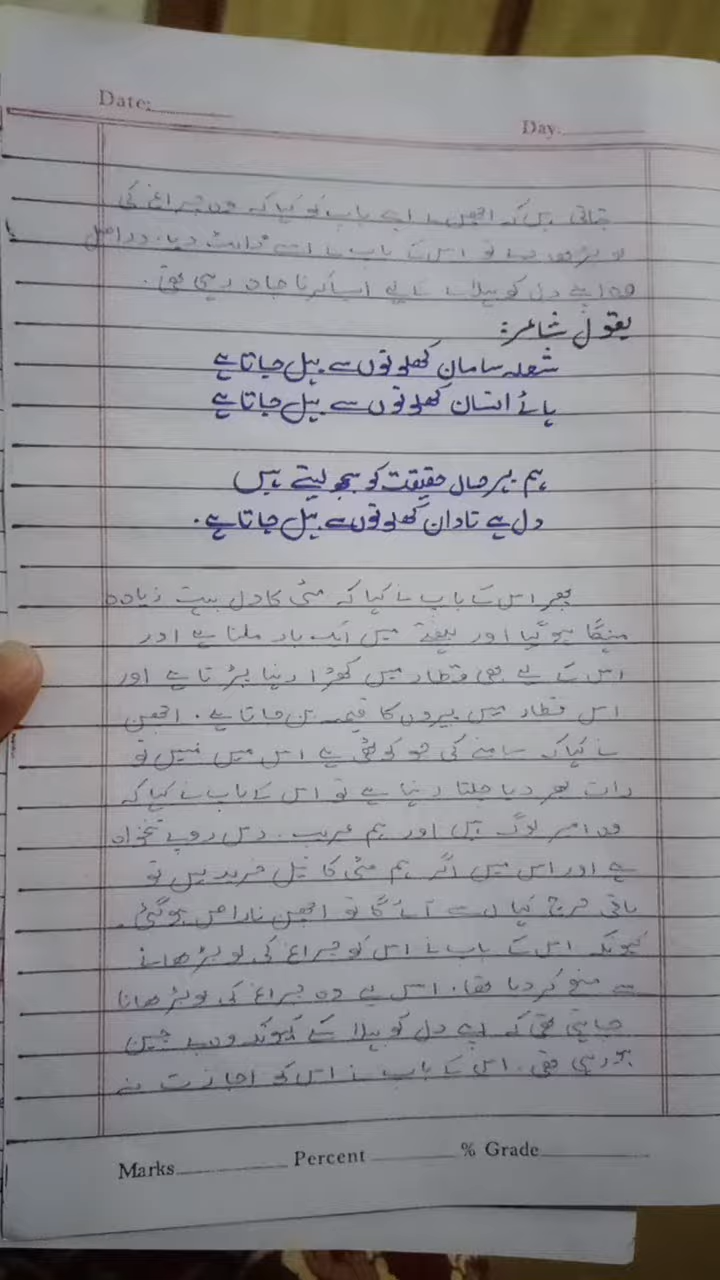 Date:
Day.
جاتی ہیں کہ انجمن نے اپنے باپ کو کہا کہ وہ چراغ کی
لو بڑھا دے تو اس کے باپ نے اسے ڈانٹ دیا۔ دراصل
وہ اپنے دل کو بہلانے کے لیے ایسا کرنا چاہ رہی تھی۔
بقول شاعر:
شعلہ سامان کھلونوں سے بہل جاتا ہے
ہائے انسان کھلونوں سے بہل جاتا ہے
ہم بہرحال حقیقت کو سمجھ لیتے ہیں
دل ہے نادان کھلونوں سے بہل جاتا ہے۔
پھر اس کے باپ نے کہا کہ مٹی کا تیل بہت زیادہ
مہنگا ہو گیا اور ہفتے میں ایک بار ملتا ہے اور
اس کے لیے بھی قطار میں کھڑا رہنا پڑتا ہے اور
اس قطار میں پیروں کا قیمہ بن جاتا ہے۔ انجمن
نے کہا کہ سامنے کی جو کوٹھی ہے اس میں تو
رات بھر دیا جلتا رہتا ہے تو اس کے باپ نے کہا کہ
وہ امیر لوگ ہیں اور ہم غریب۔ دس روپے تنخواہ
ہے اور اس میں اگر ہم مٹی کا تیل خریدیں تو
باقی خرچ کہاں سے آئے گا تو انجمن ناراض ہو گئی۔
کیونکہ اس کے باپ نے اس کو چراغ کی لو بڑھانے
سے منع کر دیا تھا۔ اس لیے وہ چراغ کی لو بڑھانا
چاہتی تھی کہ اپنے دل کو بہلا سکے کیونکہ وہ بے چین
ہو رہی تھی۔ اس کے باپ نے اس کو اجازت نے
Marks
Percent
% Grade